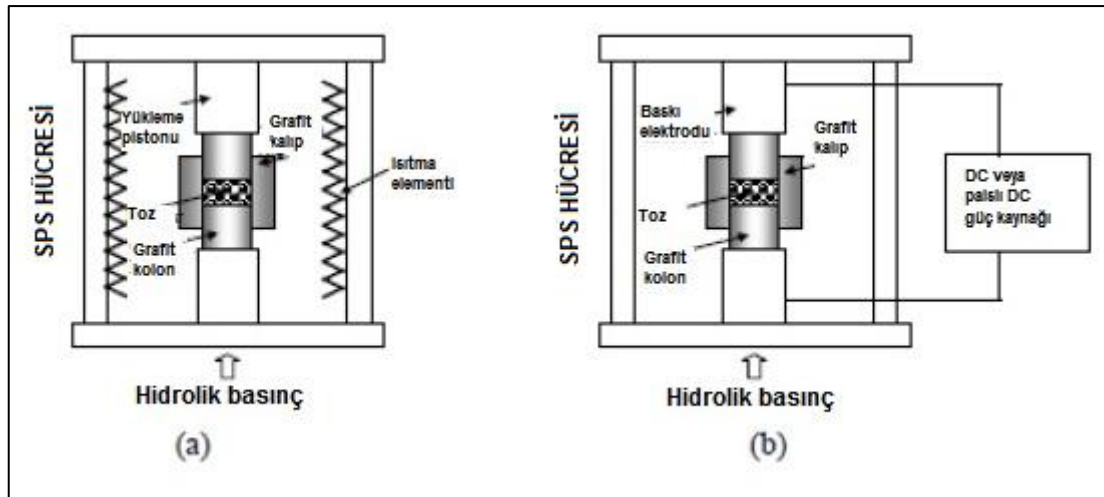 SPS HÜCRESİ
Yükleme
pistonu
Grafit
kalıp
Isıtma
elementi
Toz
Grafit
kolon
Hidrolik basınç
(a)
SPS HÜCRESİ
Baskı
elektrodu
Grafit
kalıp
DC veya
palslı DC
güç kaynağı
Toz
Grafit
kolon
Hidrolik basınç
(b)